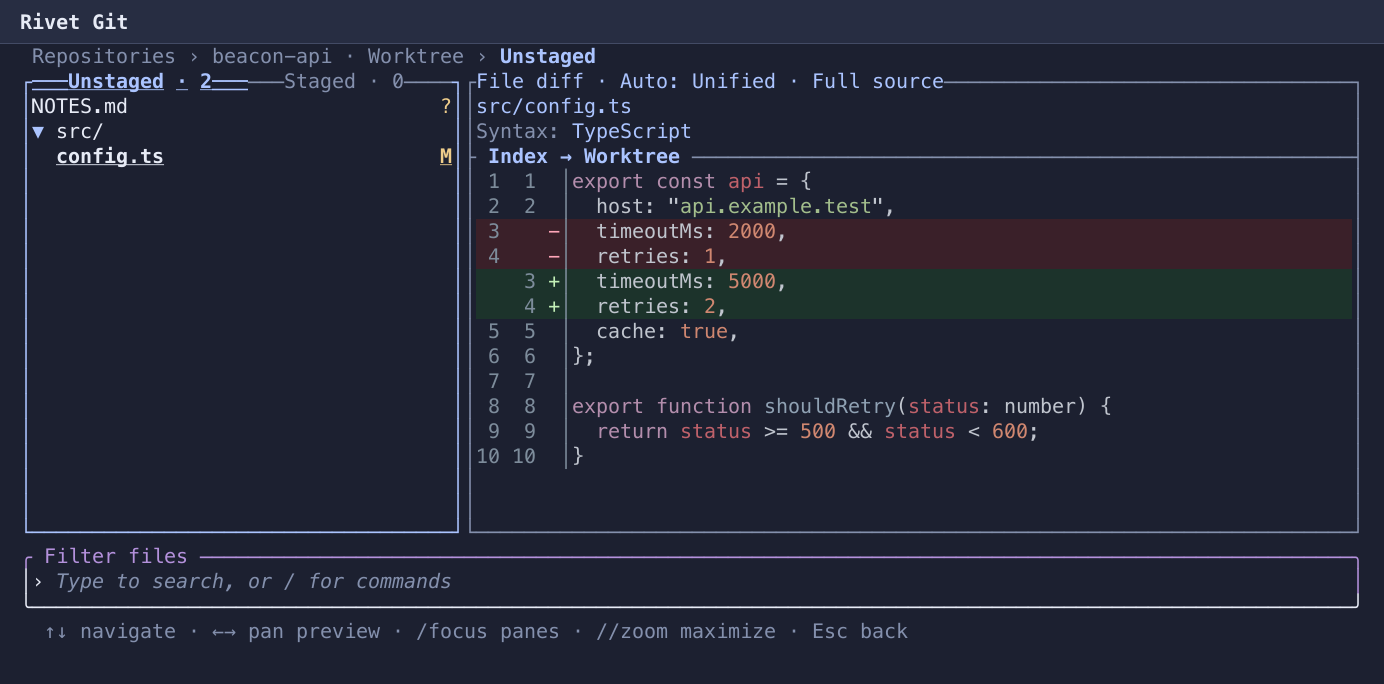 Rivet Git
Repositories › beacon-api · Worktree › Unstaged
Unstaged · 2 Staged · 0
NOTES.md ?
▼ src/
config.ts M
File diff · Auto: Unified · Full source
src/config.ts
Syntax: TypeScript
Index → Worktree
1 1 export const api = {
2 2 host: "api.example.test",
3 − timeoutMs: 2000,
4 − retries: 1,
3 + timeoutMs: 5000,
4 + retries: 2,
5 5 cache: true,
6 6 };
7 7
8 8 export function shouldRetry(status: number) {
9 9 return status >= 500 && status < 600;
10 10 }
Filter files
› Type to search, or / for commands
↑↓ navigate · ←→ pan preview · /focus panes · //zoom maximize · Esc back